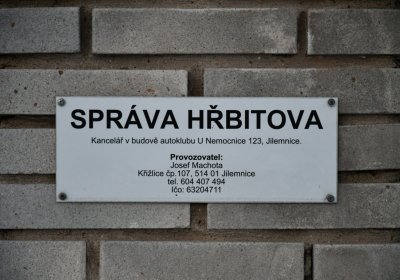 SPRÁVA HŘBITOVA
Kancelář v budově autoklubu U Nemocnice 123, Jilemnice.
Provozovatel:
Josef Machota
Křižlice čp.107, 514 01 Jilemnice
tel. 604 407 494
Ičo: 63204711